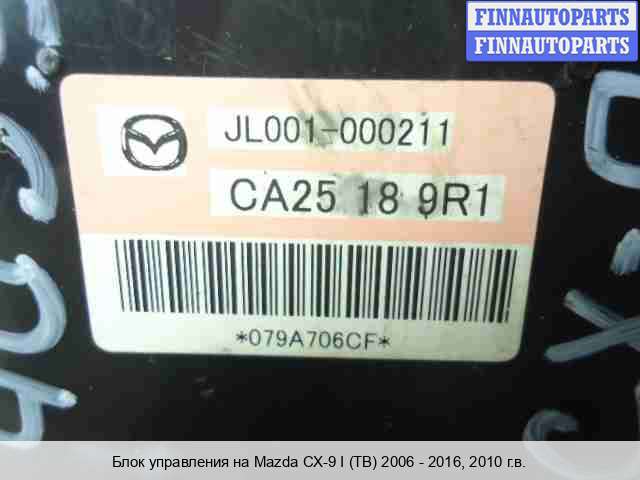 FINNAUTOPARTS
FINNAUTOPARTS
JL001-000211
CA25 18 9R1
*079A706CF*
Блок управления на Mazda CX-9 I (TB) 2006 - 2016, 2010 г.в.